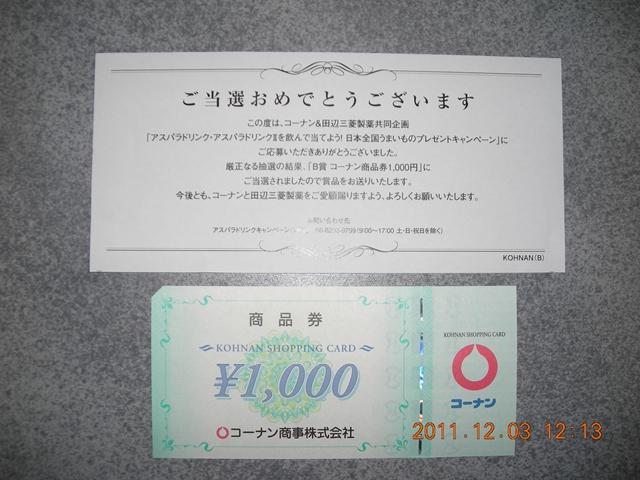 ご当選おめでとうございます
この度は、コーナン&田辺三菱製薬共同企画
「アスパラドリンク・アスパラドリンクⅡを飲んで当てよう! 日本全国うまいものプレゼントキャンペーン」に
ご応募いただきありがとうございました。
厳正なる抽選の結果、「B賞 コーナン商品券1,000円」に
ご当選されましたので賞品をお送りいたします。
今後とも、コーナンと田辺三菱製薬をご愛顧賜りますよう、よろしくお願いいたします。
お問い合わせ先
アスパラドリンクキャンペーン (9:00〜17:00 土・日・祝日を除く)
KOHNAN(B)
商品券
KOHNAN SHOPPING CARD
¥1,000
コーナン商事株式会社
KOHNAN SHOPPING CARD
コーナン
2011.12.03 12:13